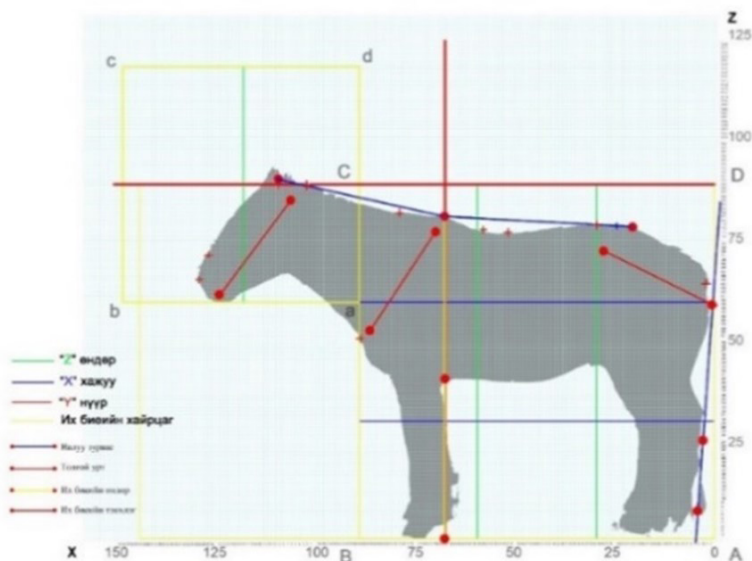 Z
125
c
d
100
C
D
75
b
a
50
"Z" өндөр
"X" хажуу
"Y" нүүр
Их биеийн хайрцаг
25
X
150
125
100
B
75
50
25
0
A